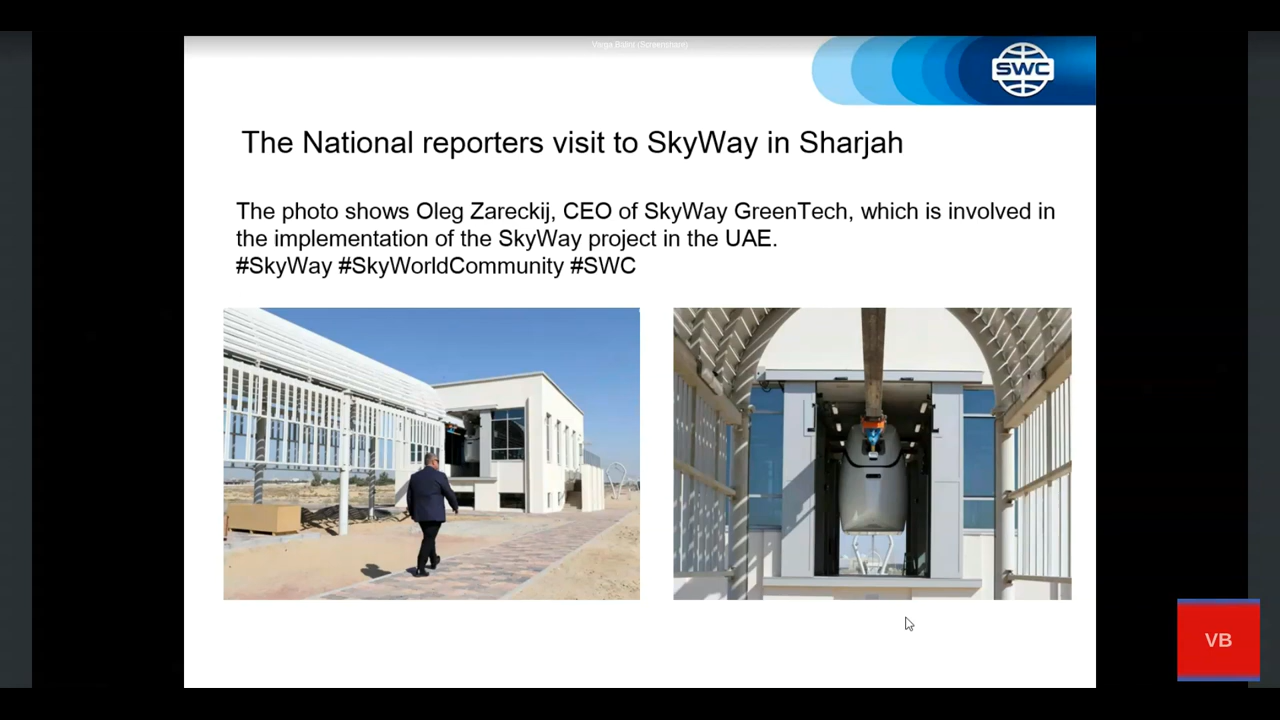 Varga Bálint (Screenshare)
SWC
The National reporters visit to SkyWay in Sharjah
The photo shows Oleg Zareckij, CEO of SkyWay GreenTech, which is involved in
the implementation of the SkyWay project in the UAE.
#SkyWay #SkyWorldCommunity #SWC
VB